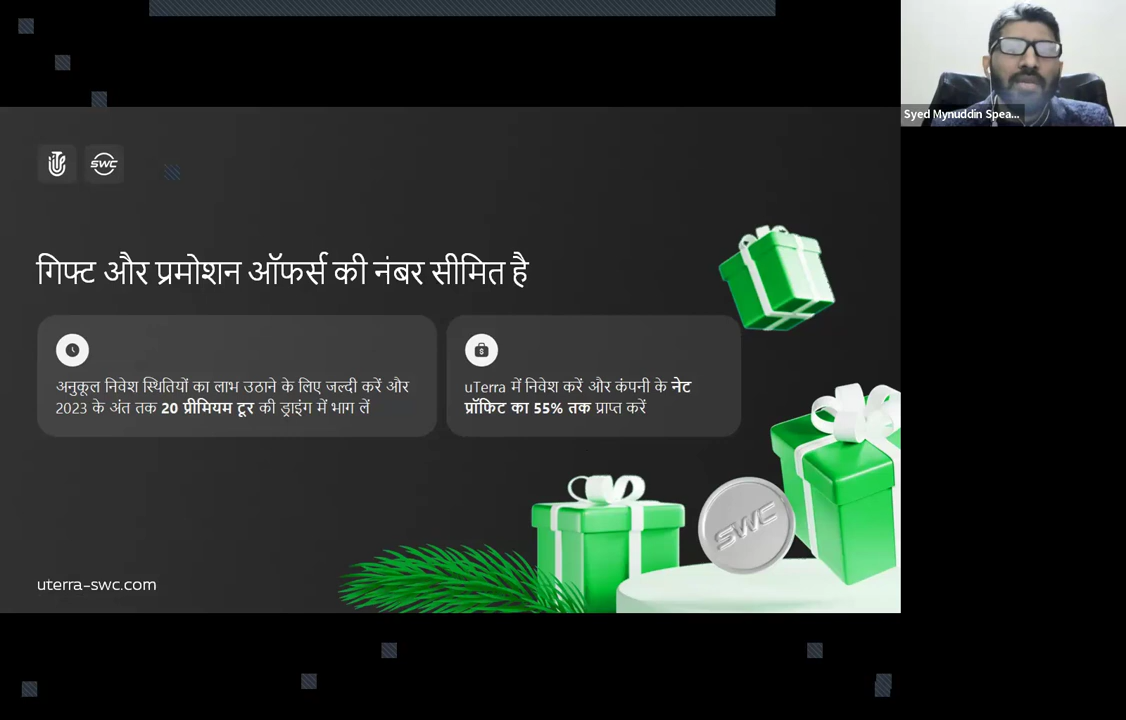 Syed Mynuddin Spea...
SWC
गिफ्ट और प्रमोशन ऑफर्स की नंबर सीमित है
अनुकूल निवेश स्थितियों का लाभ उठाने के लिए जल्दी करें और
2023 के अंत तक 20 प्रीमियम टूर की ड्राइंग में भाग लें
uTerra में निवेश करें और कंपनी के नेट
प्रॉफिट का 55% तक प्राप्त करें
SWC
uterra-swc.com